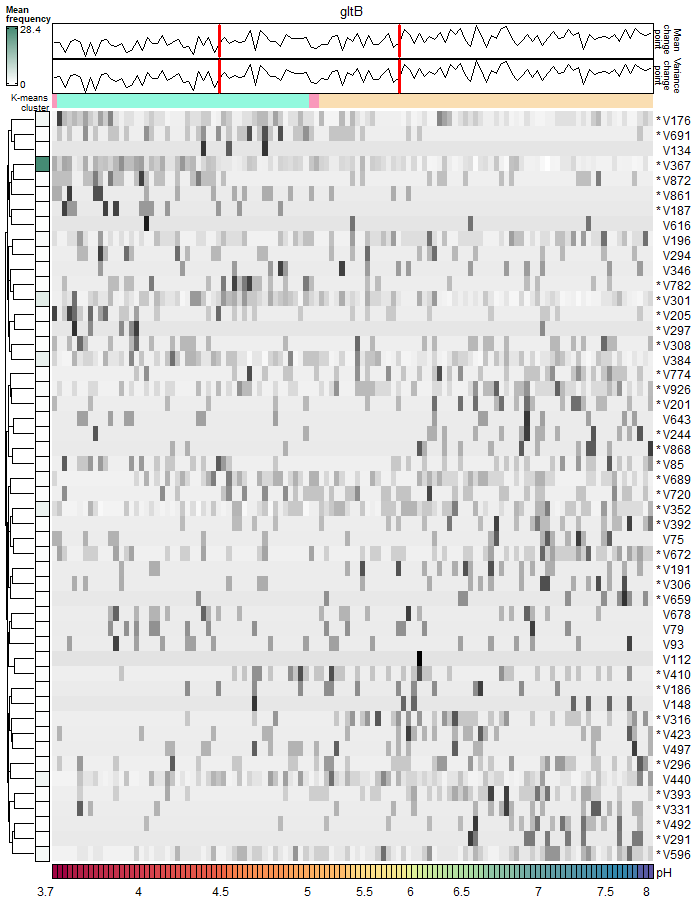 gltB
Mean
frequency
28.4
0
Mean
change
point
Variance
change
point
K-means
cluster
* V176
* V691
V134
* V367
* V872
* V861
* V187
V616
V196
* V294
V346
* V782
* V301
* V205
* V297
* V308
V384
* V774
* V926
* V201
V643
* V244
* V868
* V85
* V689
* V720
* V352
* V392
V75
* V672
* V191
* V306
* V659
V678
V79
V93
V112
* V410
* V186
V148
* V316
* V423
V497
* V296
V440
* V393
* V331
* V492
* V291
* V596
pH
3.7 4 4.5 5 5.5 6 6.5 7 7.5 8